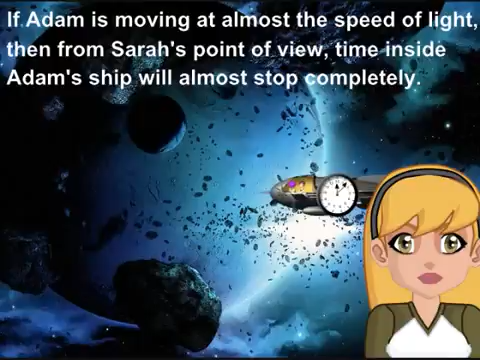 If Adam is moving at almost the speed of light,
then from Sarah's point of view, time inside
Adam's ship will almost stop completely.